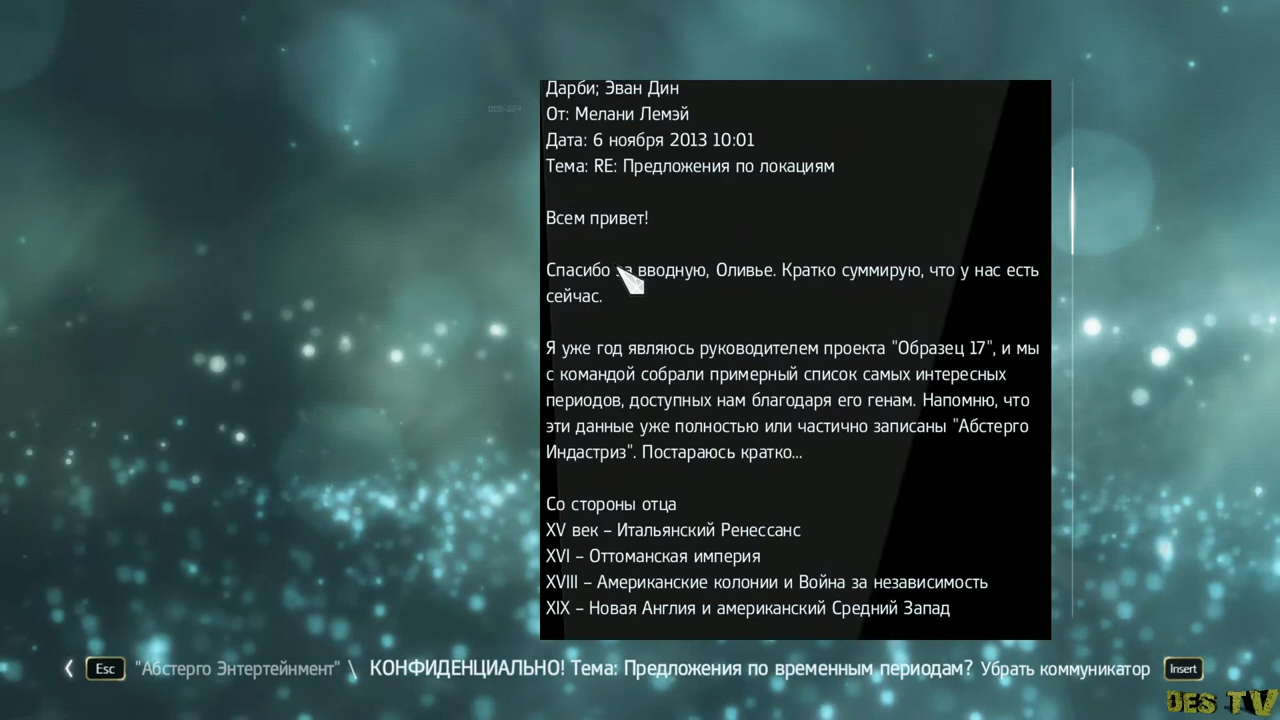 Дарби; Эван Дин
От: Мелани Лемэй
Дата: 6 ноября 2013 10:01
Тема: RE: Предложения по локациям
Всем привет!
Спасибо за вводную, Оливье. Кратко суммирую, что у нас есть
сейчас.
Я уже год являюсь руководителем проекта "Образец 17", и мы
с командой собрали примерный список самых интересных
периодов, доступных нам благодаря его генам. Напомню, что
эти данные уже полностью или частично записаны "Абстерго
Индастриз". Постараюсь кратко...
Со стороны отца
XV век – Итальянский Ренессанс
XVI – Оттоманская империя
XVIII – Американские колонии и Война за независимость
XIX – Новая Англия и американский Средний Запад
Esc "Абстерго Энтертейнмент" \ КОНФИДЕНЦИАЛЬНО! Тема: Предложения по временным периодам? Убрать коммуникатор Insert
DES TV